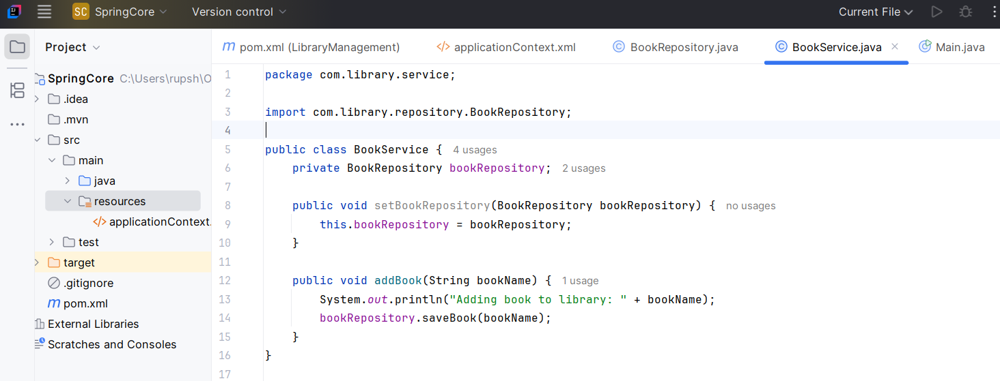 SC SpringCore Version control Current File
Project
pom.xml (LibraryManagement) applicationContext.xml BookRepository.java BookService.java Main.java
SpringCore C:\Users\rupsh\O
.idea
.mvn
src
main
java
resources
applicationContext.
test
target
.gitignore
pom.xml
External Libraries
Scratches and Consoles
1 package com.library.service;
2
3 import com.library.repository.BookRepository;
4
5 public class BookService { 4 usages
6 private BookRepository bookRepository; 2 usages
7
8 public void setBookRepository(BookRepository bookRepository) { no usages
9 this.bookRepository = bookRepository;
10 }
11
12 public void addBook(String bookName) { 1 usage
13 System.out.println("Adding book to library: " + bookName);
14 bookRepository.saveBook(bookName);
15 }
16 }
17